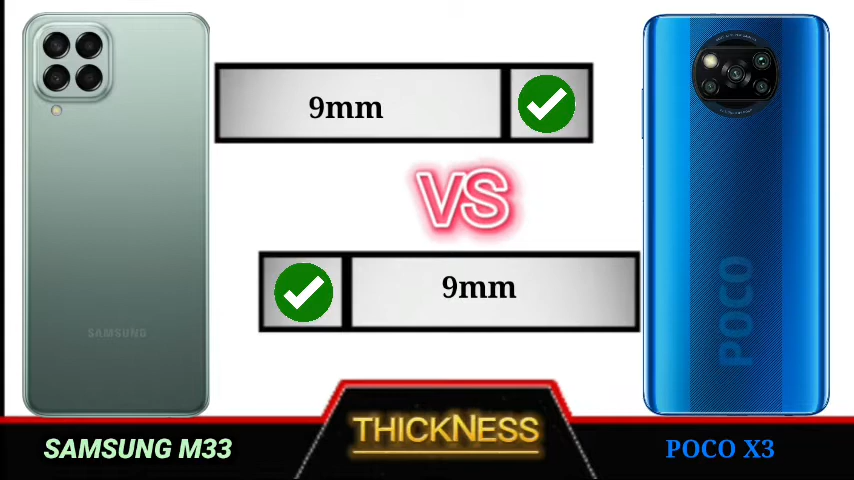 9mm
VS
9mm
SAMSUNG
POCO
THICKNESS
SAMSUNG M33
POCO X3